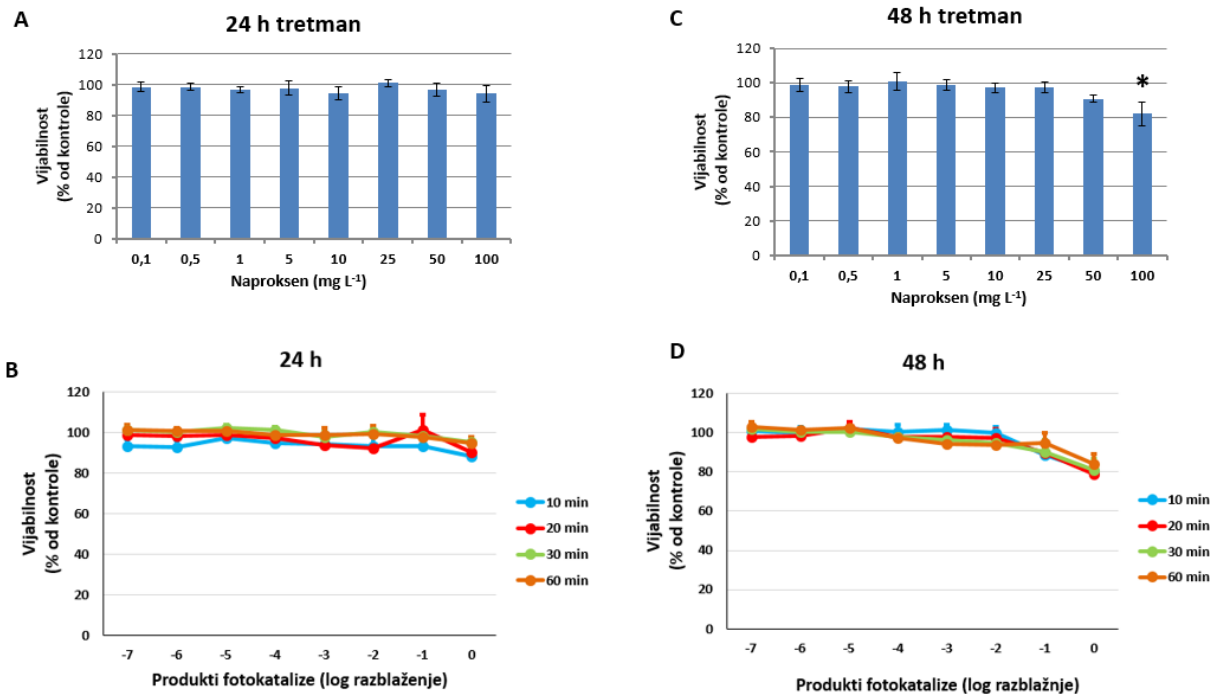 A
24 h tretman
Vijabilnost
(% od kontrole)
120
100
80
60
40
20
0
0,1 0,5 1 5 10 25 50 100
Naproksen (mg L⁻¹)
C
48 h tretman
Vijabilnost
(% od kontrole)
120
100
80
60
40
20
0
*
0,1 0,5 1 5 10 25 50 100
Naproksen (mg L⁻¹)
B
24 h
Vijabilnost
(% od kontrole)
120
100
80
60
40
20
0
-7 -6 -5 -4 -3 -2 -1 0
Produkti fotokatalize (log razblaženje)
10 min
20 min
30 min
60 min
D
48 h
Vijabilnost
(% od kontrole)
120
100
80
60
40
20
0
-7 -6 -5 -4 -3 -2 -1 0
Produkti fotokatalize (log razblažnje)
10 min
20 min
30 min
60 min